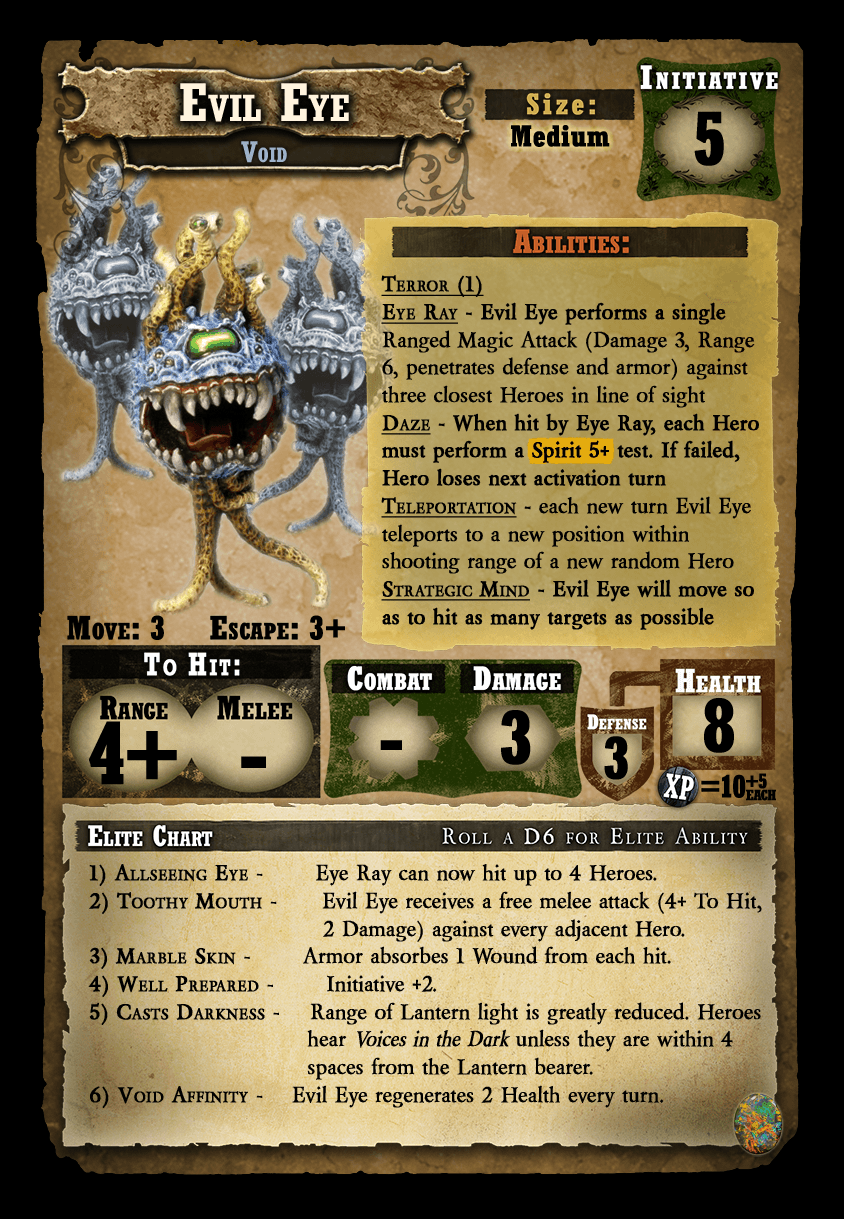 Evil Eye
Void
Size:
Medium
Initiative
5
Abilities:
Terror (1)
Eye Ray - Evil Eye performs a single
Ranged Magic Attack (Damage 3, Range
6, penetrates defense and armor) against
three closest Heroes in line of sight
Daze - When hit by Eye Ray, each Hero
must perform a Spirit 5+ test. If failed,
Hero loses next activation turn
Teleportation - each new turn Evil Eye
teleports to a new position within
shooting range of a new random Hero
Strategic Mind - Evil Eye will move so
as to hit as many targets as possible
Move: 3 Escape: 3+
To Hit:
Range
4+
Melee
-
Combat
-
Damage
3
Defense
3
Health
8
XP =10 +5 EACH
Elite Chart Roll a D6 for Elite Ability
1) Allseeing Eye - Eye Ray can now hit up to 4 Heroes.
2) Toothy Mouth - Evil Eye receives a free melee attack (4+ To Hit,
2 Damage) against every adjacent Hero.
3) Marble Skin - Armor absorbes 1 Wound from each hit.
4) Well Prepared - Initiative +2.
5) Casts Darkness - Range of Lantern light is greatly reduced. Heroes
hear Voices in the Dark unless they are within 4
spaces from the Lantern bearer.
6) Void Affinity - Evil Eye regenerates 2 Health every turn.